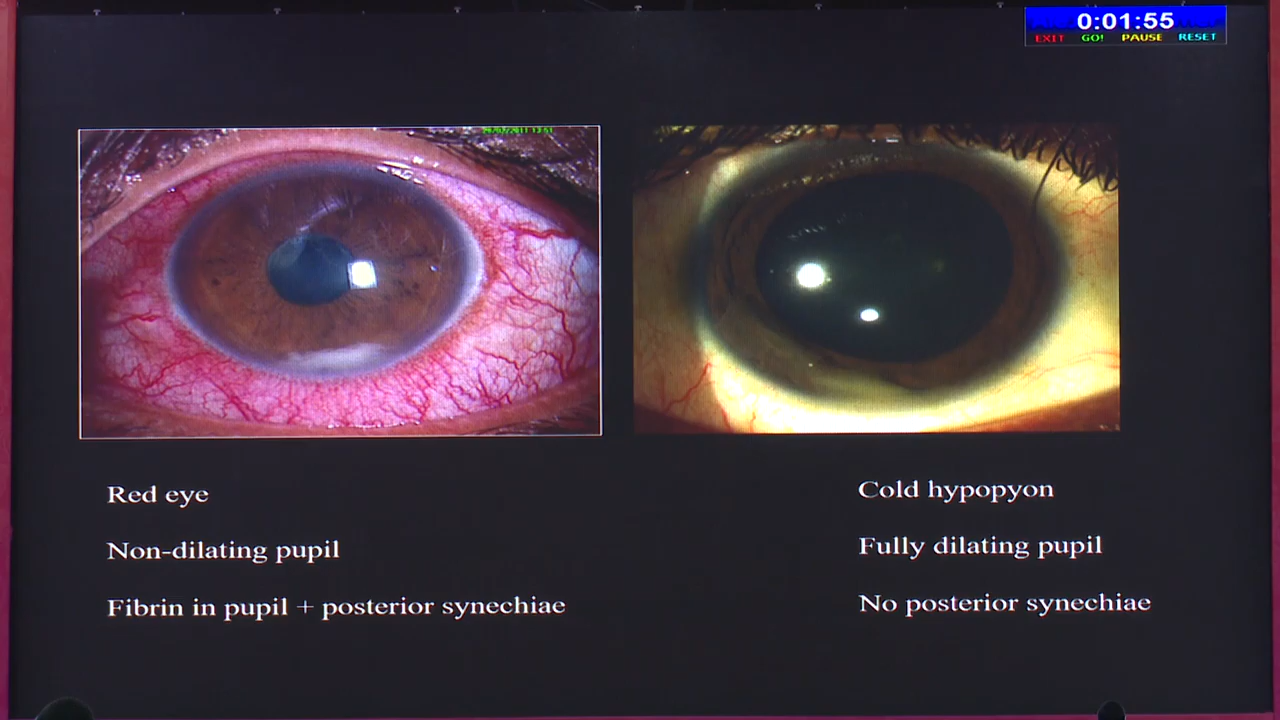 0:01:55
EXIT GO! PAUSE RESET
Red eye
Non-dilating pupil
Fibrin in pupil + posterior synechiae
Cold hypopyon
Fully dilating pupil
No posterior synechiae